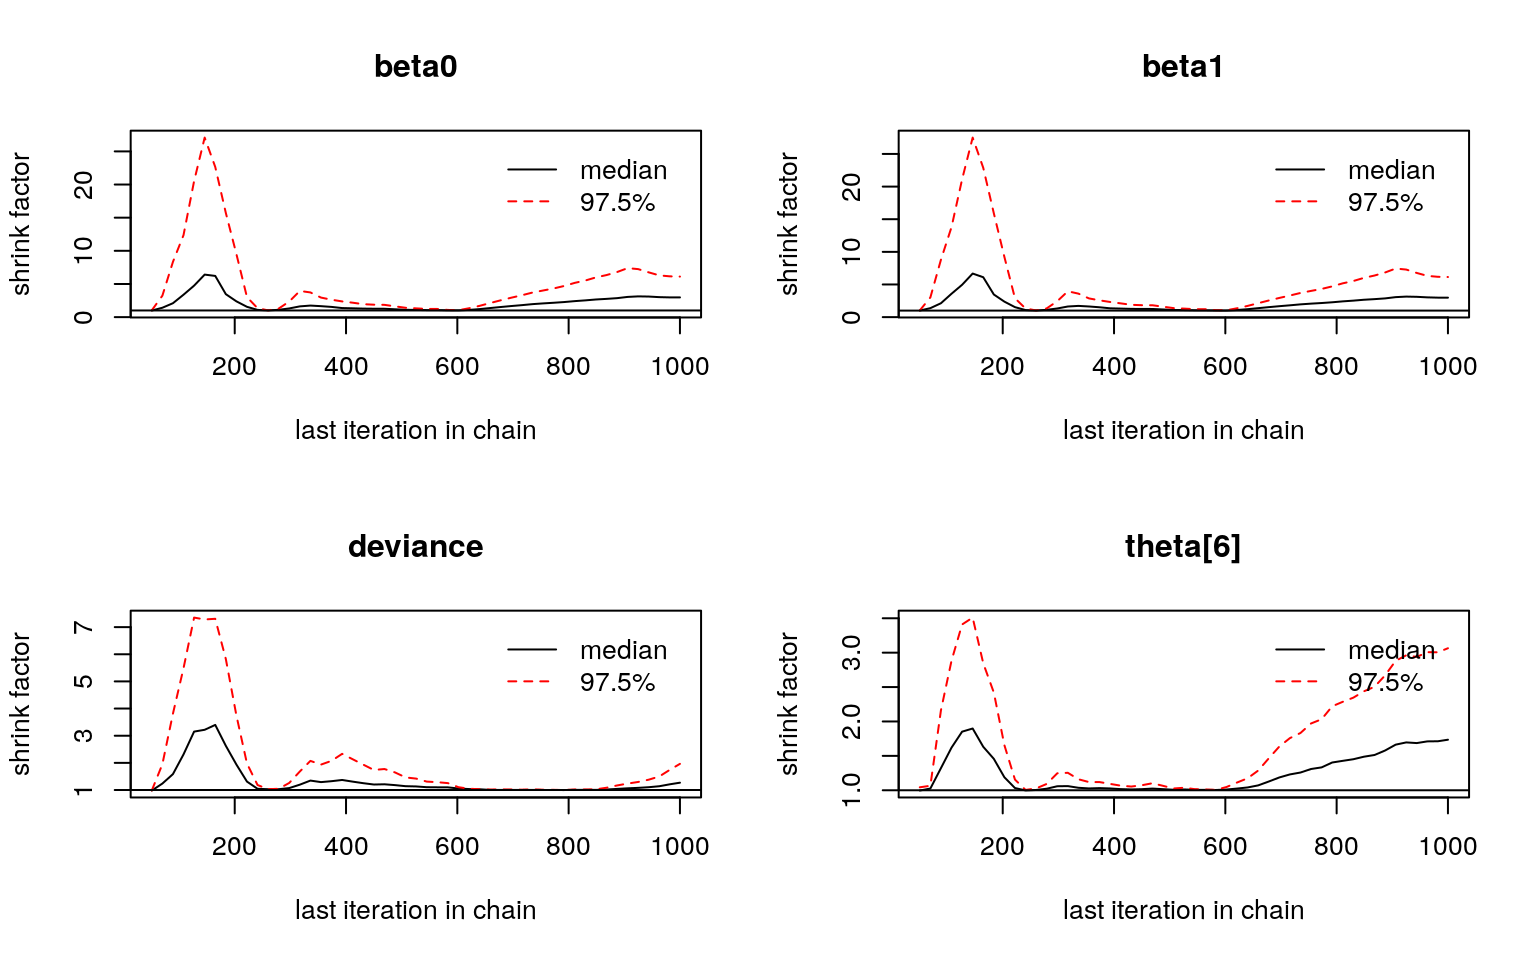 beta0
shrink factor
0 10 20
median
97.5%
200 400 600 800 1000
last iteration in chain
beta1
shrink factor
0 10 20
median
97.5%
200 400 600 800 1000
last iteration in chain
deviance
shrink factor
1 3 5 7
median
97.5%
200 400 600 800 1000
last iteration in chain
theta[6]
shrink factor
1.0 2.0 3.0
median
97.5%
200 400 600 800 1000
last iteration in chain